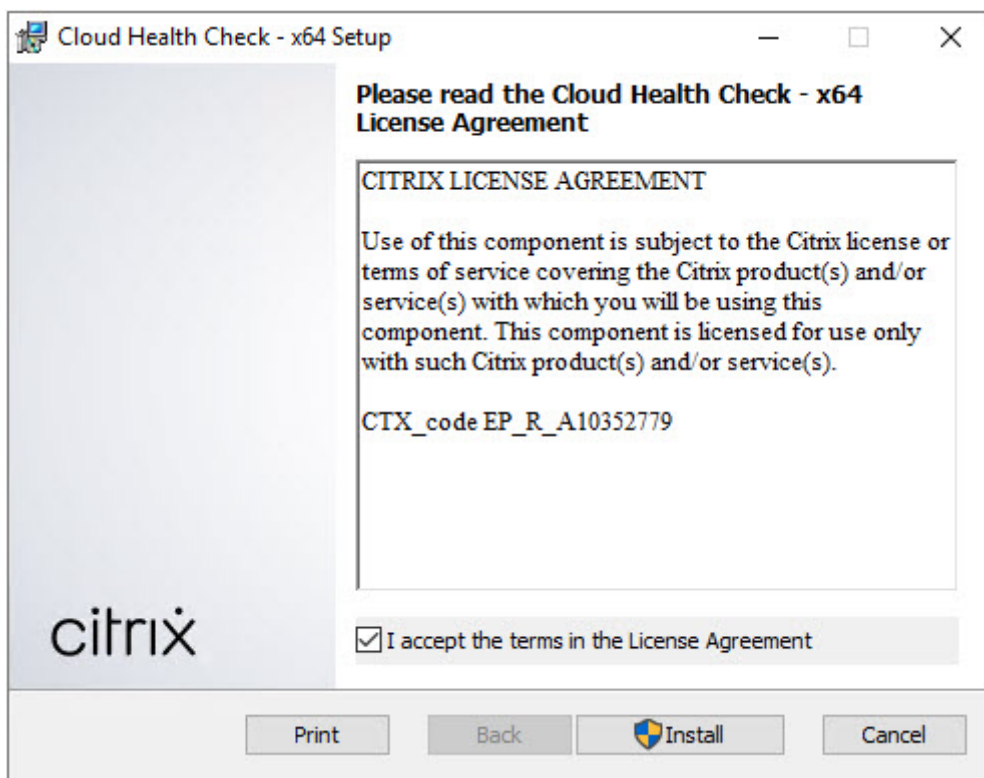 Cloud Health Check - x64 Setup
Please read the Cloud Health Check - x64
License Agreement
CITRIX LICENSE AGREEMENT
Use of this component is subject to the Citrix license or
terms of service covering the Citrix product(s) and/or
service(s) with which you will be using this
component. This component is licensed for use only
with such Citrix product(s) and/or service(s).
CTX_code EP_R_A10352779
citrix
I accept the terms in the License Agreement
Print
Back
Install
Cancel